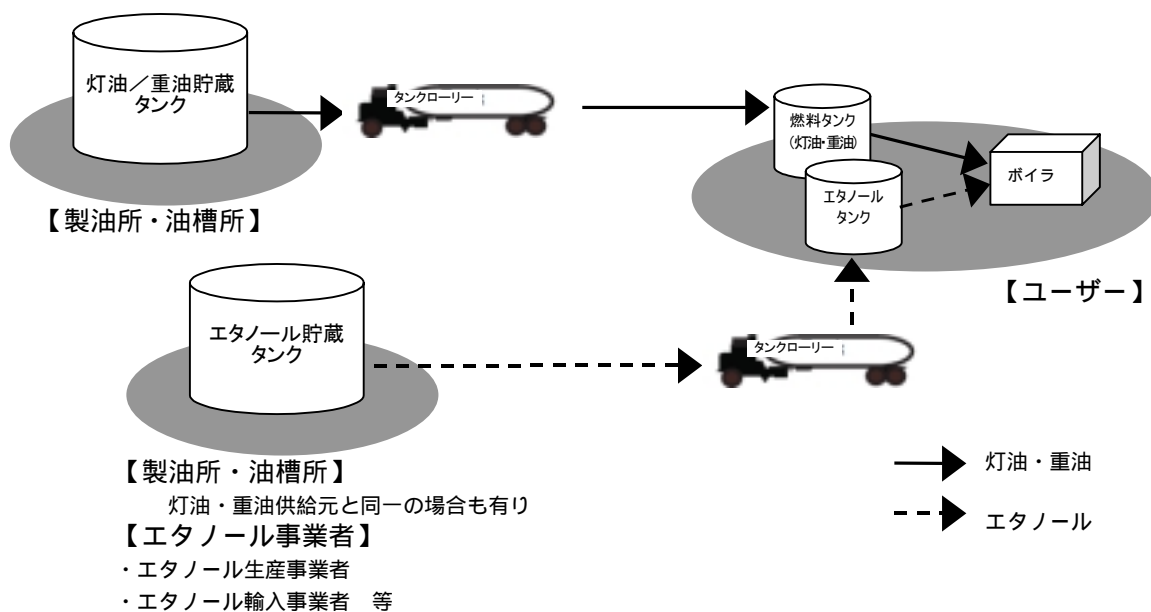 灯油／重油貯蔵
タンク
タンクローリー
燃料タンク
(灯油・重油)
ボイラ
エタノール
タンク
【製油所・油槽所】
【ユーザー】
エタノール貯蔵
タンク
タンクローリー
【製油所・油槽所】
灯油・重油供給元と同一の場合も有り
【エタノール事業者】
・エタノール生産事業者
・エタノール輸入事業者　等
灯油・重油
エタノール